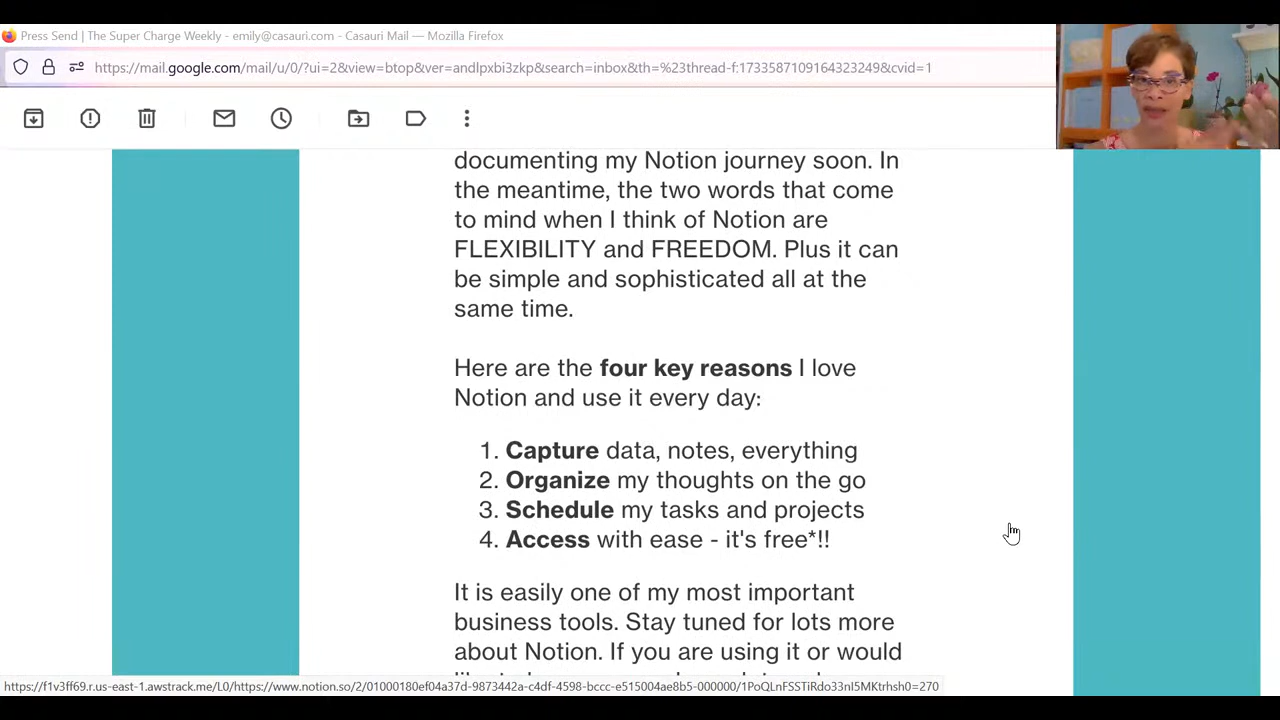 Press Send | The Super Charge Weekly - emily@casauri.com - Casauri Mail — Mozilla Firefox
https://mail.google.com/mail/u/0/?ui=2&view=btop&ver=andlpxbi3zkp&search=inbox&th=%23thread-f:1733587109164323249&cvid=1
documenting my Notion journey soon. In
the meantime, the two words that come
to mind when I think of Notion are
FLEXIBILITY and FREEDOM. Plus it can
be simple and sophisticated all at the
same time.
Here are the four key reasons I love
Notion and use it every day:
1. Capture data, notes, everything
2. Organize my thoughts on the go
3. Schedule my tasks and projects
4. Access with ease - it's free*!!
It is easily one of my most important
business tools. Stay tuned for lots more
about Notion. If you are using it or would
https://f1v3ff69.r.us-east-1.awstrack.me/L0/https://www.notion.so/2/01000180ef04a37d-9873442a-c4df-4598-bccc-e515004ae8b5-000000/1PoQLnFSSTiRdo33nI5MKtrhsh0=270